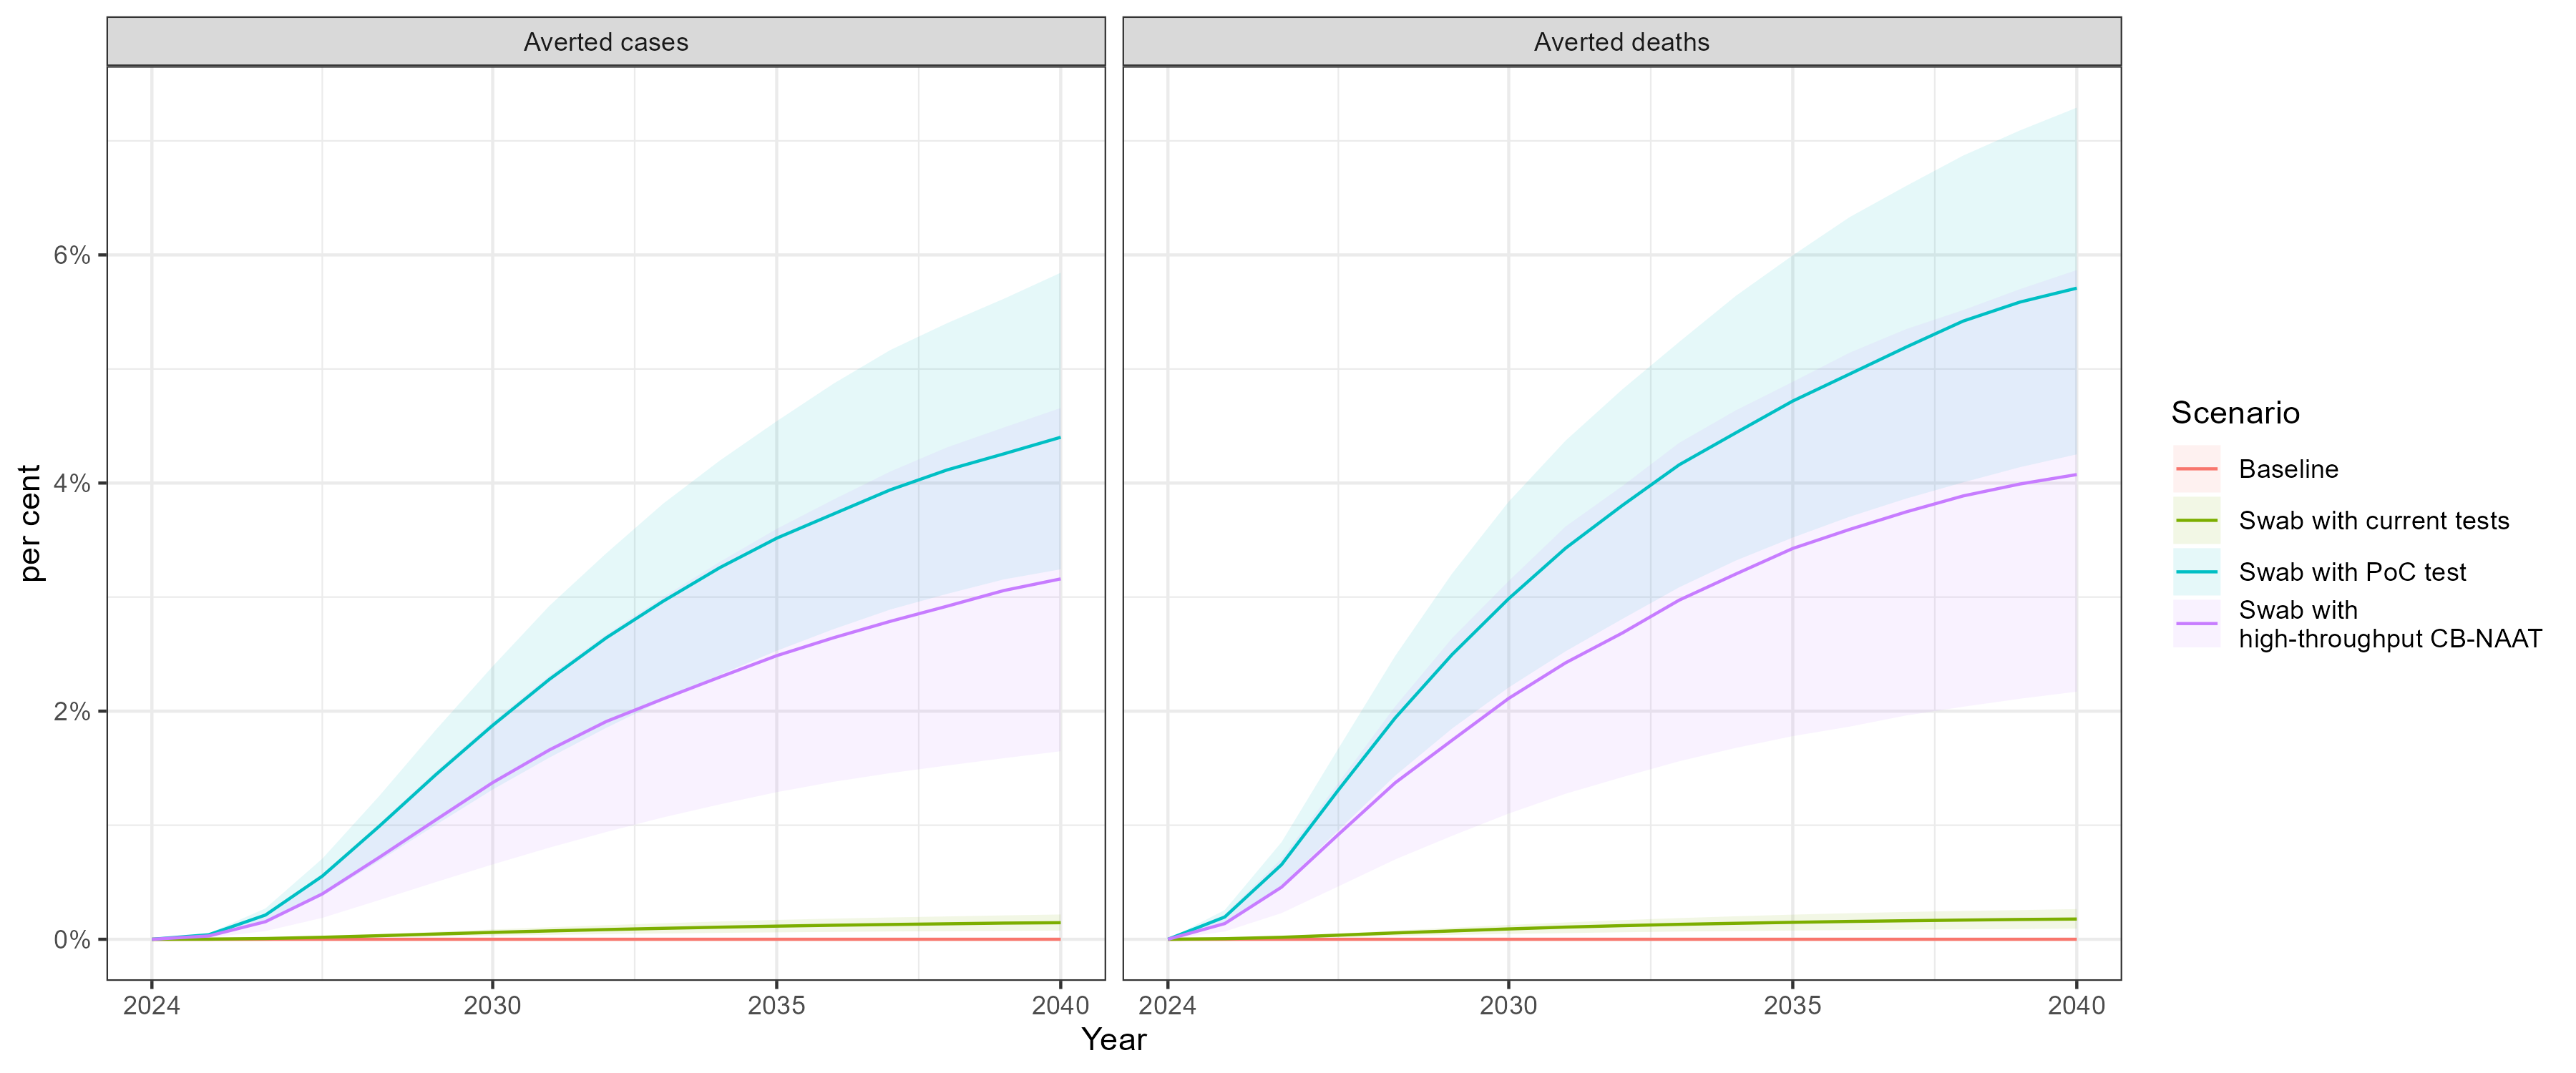 Averted cases
Averted deaths
per cent
6%
4%
2%
0%
2024
2030
2035
2040
2024
2030
2035
2040
Year
Scenario
Baseline
Swab with current tests
Swab with PoC test
Swab with
high-throughput CB-NAAT